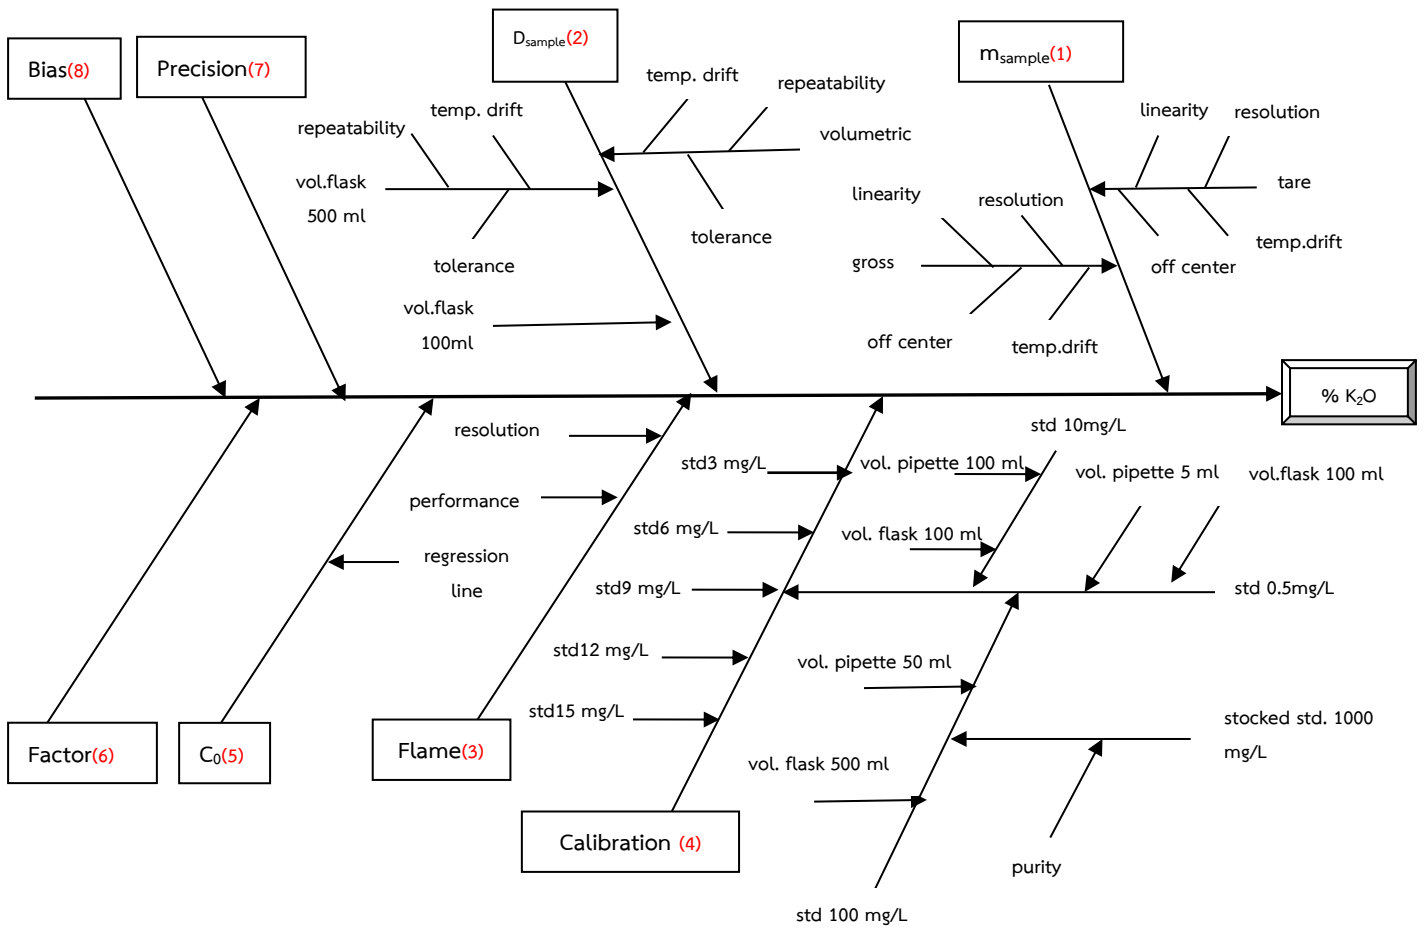 D_sample(2)
m_sample(1)
Bias(8)
Precision(7)
temp. drift
repeatability
temp. drift
repeatability
volumetric
linearity
resolution
vol.flask
500 ml
tare
linearity
resolution
tolerance
temp.drift
tolerance
gross
off center
vol.flask
100ml
off center
temp.drift
% K₂O
resolution
std 10mg/L
std3 mg/L
vol. pipette 100 ml
vol. pipette 5 ml
vol.flask 100 ml
performance
std6 mg/L
vol. flask 100 ml
regression
line
std9 mg/L
std 0.5mg/L
std12 mg/L
vol. pipette 50 ml
std15 mg/L
stocked std. 1000
mg/L
Factor(6)
C₀(5)
Flame(3)
vol. flask 500 ml
Calibration (4)
purity
std 100 mg/L